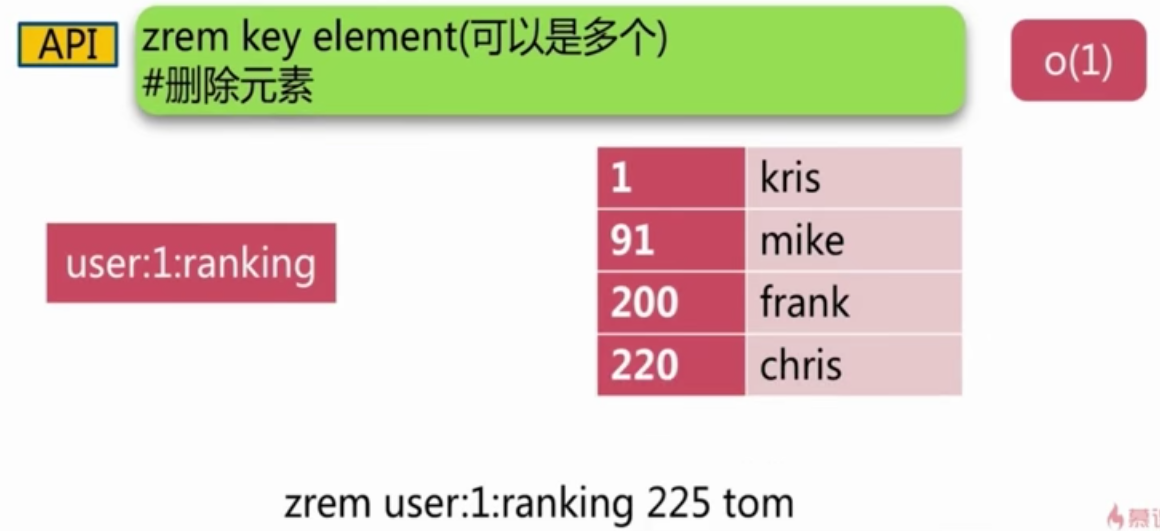 API
zrem key element(可以是多个)
#删除元素
o(1)
user:1:ranking
1 kris
91 mike
200 frank
220 chris
zrem user:1:ranking 225 tom
慕